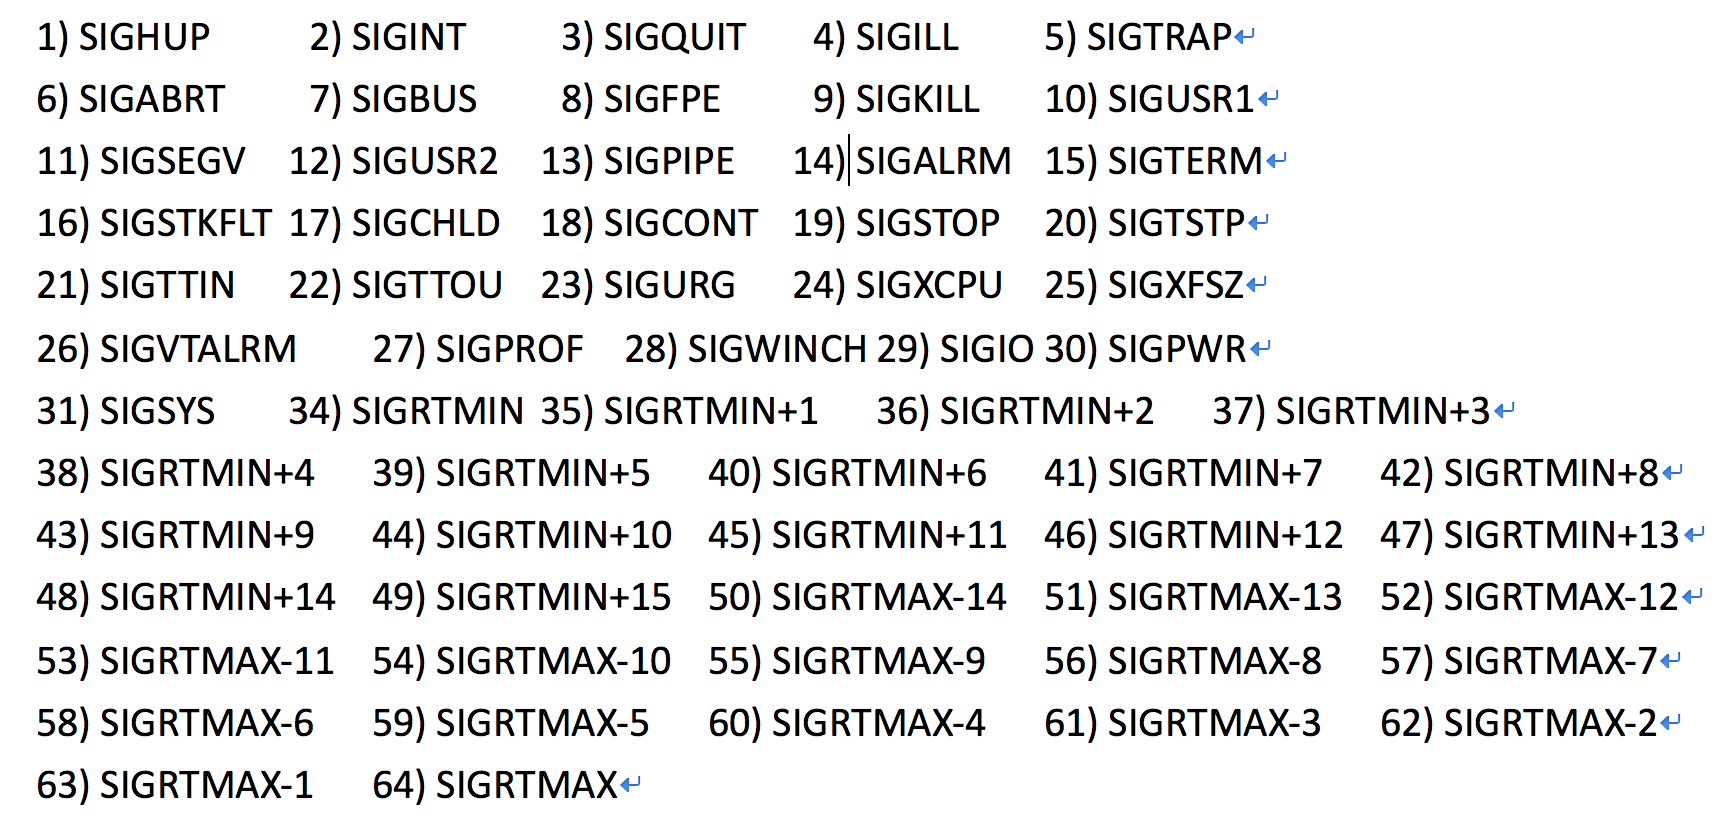 1) SIGHUP 2) SIGINT 3) SIGQUIT 4) SIGILL 5) SIGTRAP
6) SIGABRT 7) SIGBUS 8) SIGFPE 9) SIGKILL 10) SIGUSR1
11) SIGSEGV 12) SIGUSR2 13) SIGPIPE 14) SIGALRM 15) SIGTERM
16) SIGSTKFLT 17) SIGCHLD 18) SIGCONT 19) SIGSTOP 20) SIGTSTP
21) SIGTTIN 22) SIGTTOU 23) SIGURG 24) SIGXCPU 25) SIGXFSZ
26) SIGVTALRM 27) SIGPROF 28) SIGWINCH 29) SIGIO 30) SIGPWR
31) SIGSYS 34) SIGRTMIN 35) SIGRTMIN+1 36) SIGRTMIN+2 37) SIGRTMIN+3
38) SIGRTMIN+4 39) SIGRTMIN+5 40) SIGRTMIN+6 41) SIGRTMIN+7 42) SIGRTMIN+8
43) SIGRTMIN+9 44) SIGRTMIN+10 45) SIGRTMIN+11 46) SIGRTMIN+12 47) SIGRTMIN+13
48) SIGRTMIN+14 49) SIGRTMIN+15 50) SIGRTMAX-14 51) SIGRTMAX-13 52) SIGRTMAX-12
53) SIGRTMAX-11 54) SIGRTMAX-10 55) SIGRTMAX-9 56) SIGRTMAX-8 57) SIGRTMAX-7
58) SIGRTMAX-6 59) SIGRTMAX-5 60) SIGRTMAX-4 61) SIGRTMAX-3 62) SIGRTMAX-2
63) SIGRTMAX-1 64) SIGRTMAX